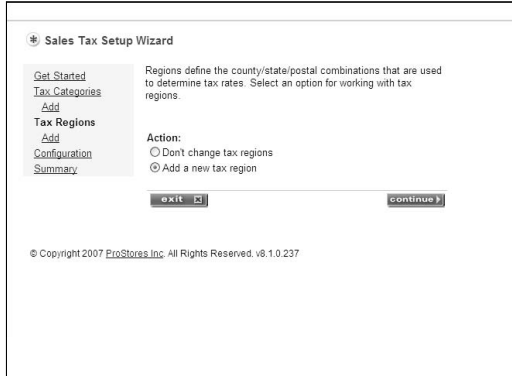 Sales Tax Setup Wizard
Get Started
Tax Categories
Add
Tax Regions
Add
Configuration
Summary
Regions define the county/state/postal combinations that are used
to determine tax rates. Select an option for working with tax
regions.
Action:
Don't change tax regions
Add a new tax region
exit
continue
© Copyright 2007 ProStores Inc. All Rights Reserved. v8.1.0.237